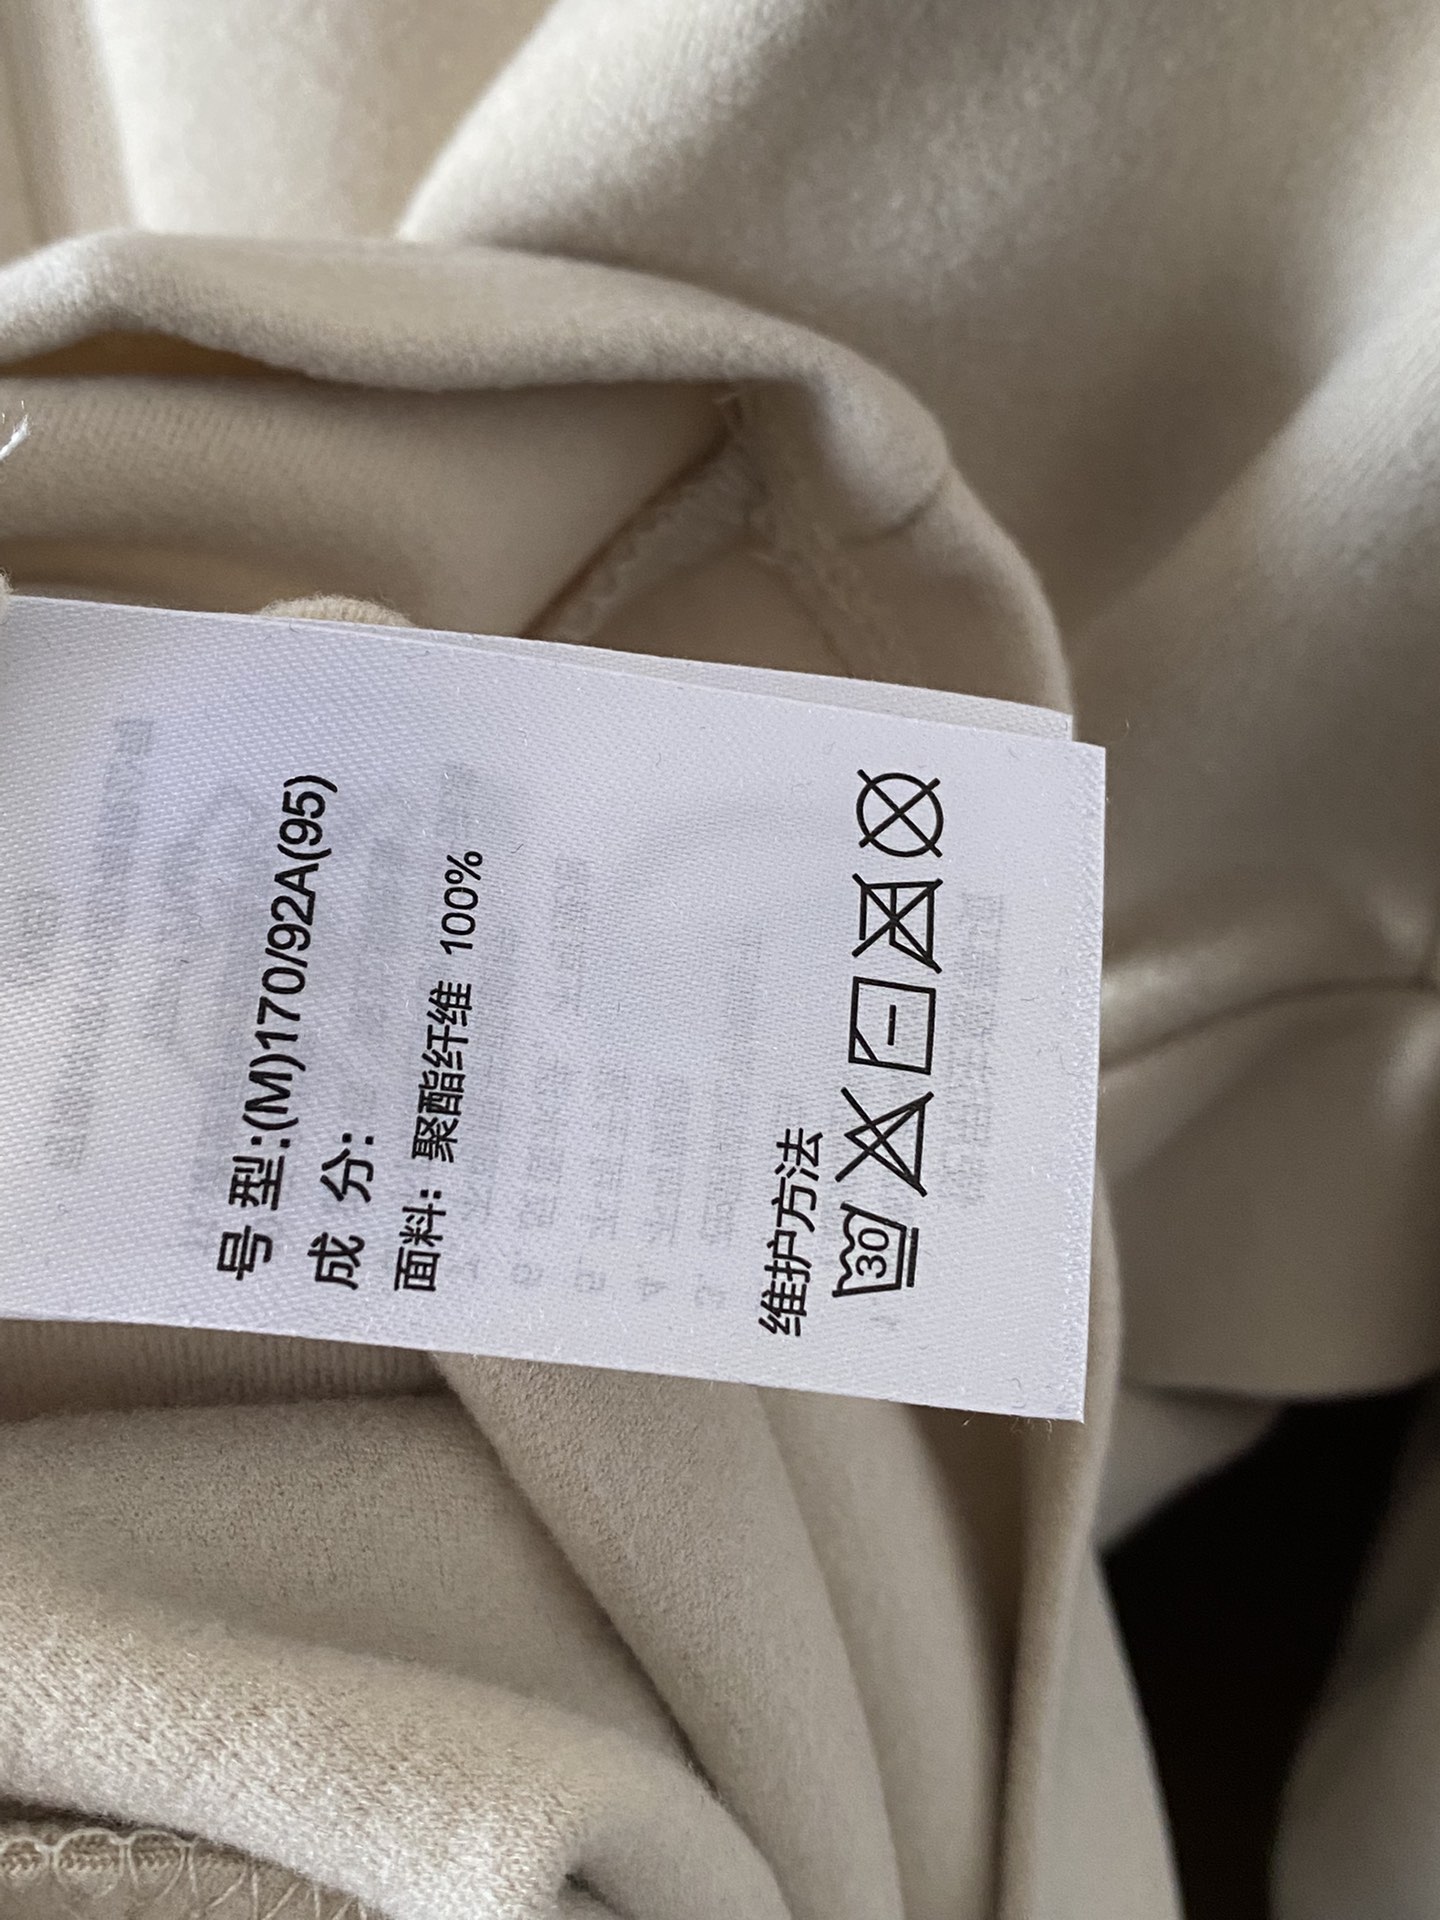 号 型:(M)170/92A(95)
成 分:
面料: 聚酯纤维 100%
维护方法
30